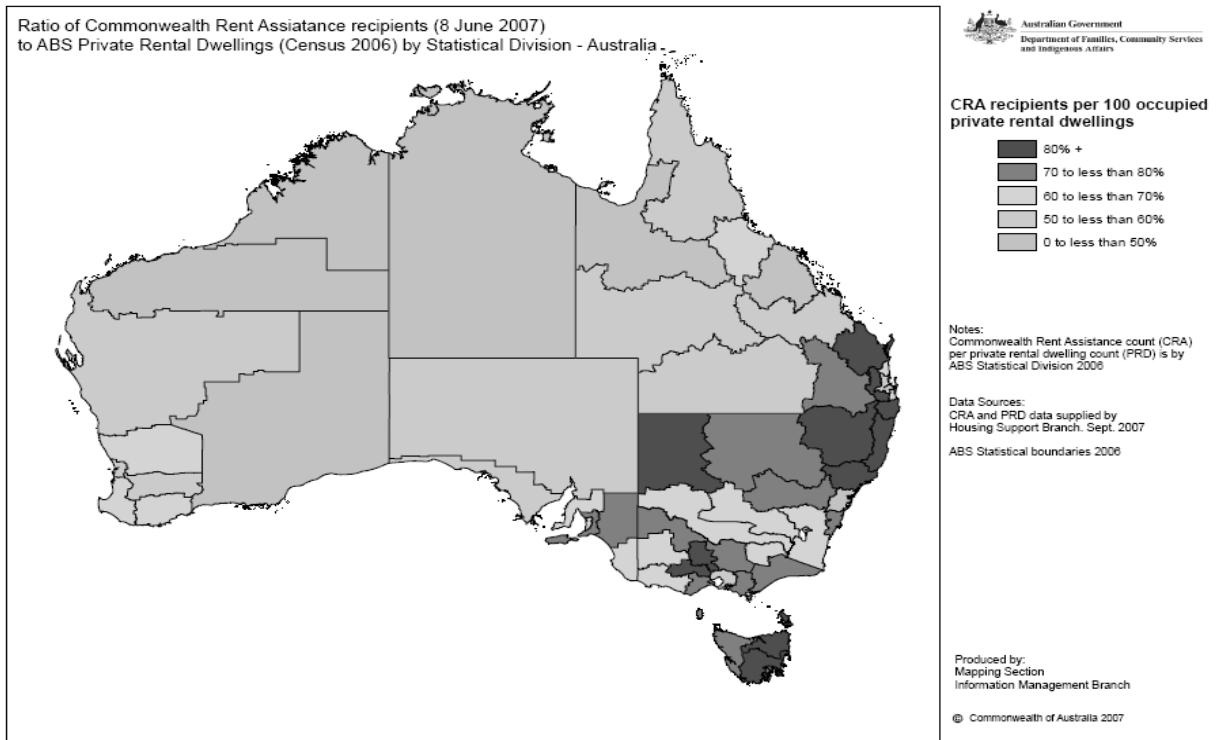 Ratio of Commonwealth Rent Assiatance recipients (8 June 2007)
to ABS Private Rental Dwellings (Census 2006) by Statistical Division - Australia
Australian Government
Department of Families, Community Services
and Indigenous Affairs
CRA recipients per 100 occupied
private rental dwellings
80% +
70 to less than 80%
60 to less than 70%
50 to less than 60%
0 to less than 50%
Notes:
Commonwealth Rent Assistance count (CRA)
per private rental dwelling count (PRD) is by
ABS Statistical Division 2006
Data Sources:
CRA and PRD data supplied by
Housing Support Branch. Sept. 2007
ABS Statistical boundaries 2006
Produced by:
Mapping Section
Information Management Branch
© Commonwealth of Australia 2007